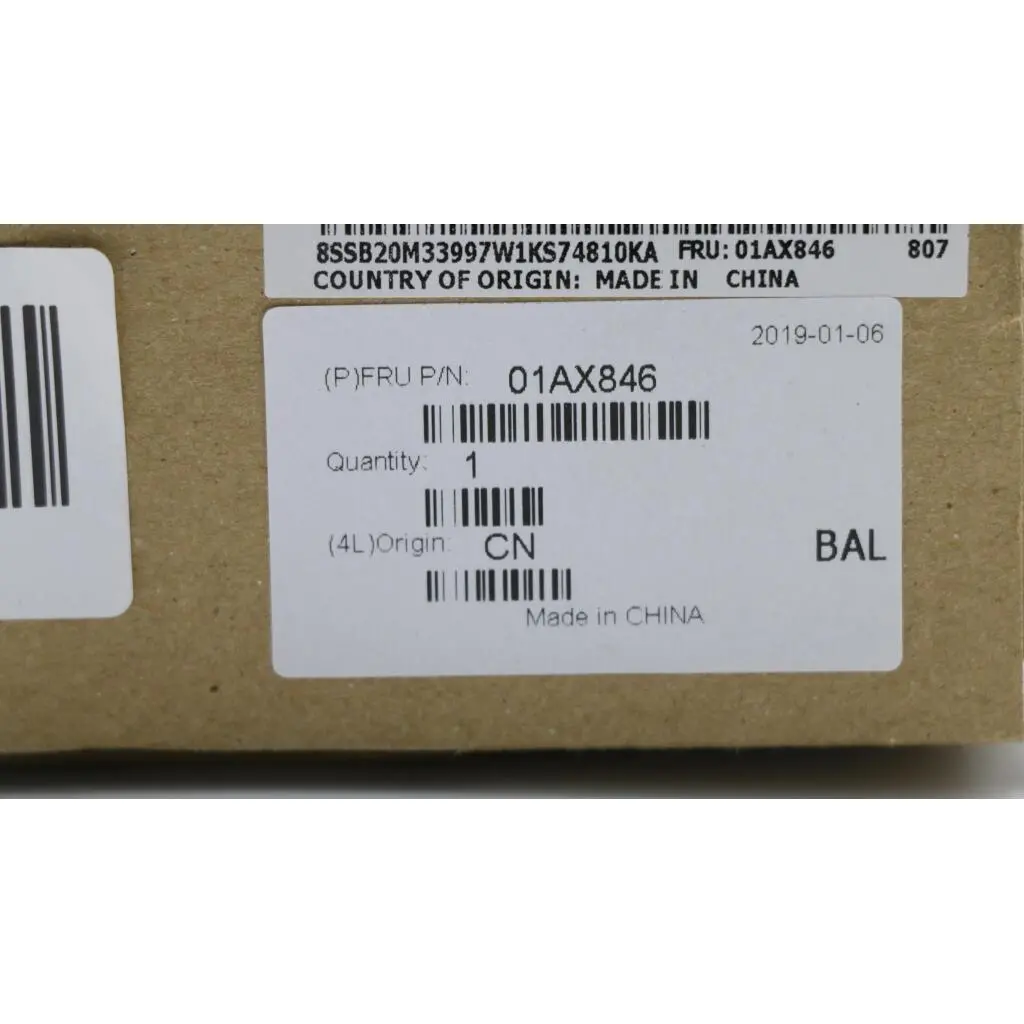 8SSB20M33997W1KS74810KA FRU: 01AX846 807
COUNTRY OF ORIGIN: MADE IN CHINA
2019-01-06
(P)FRU P/N: 01AX846
Quantity: 1
(4L)Origin: CN
BAL
Made in CHINA